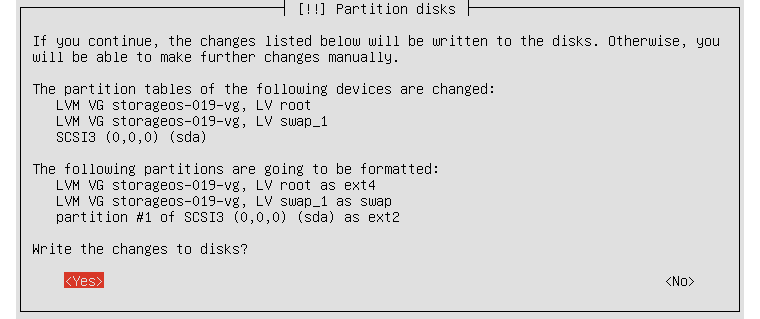 [!!] Partition disks
If you continue, the changes listed below will be written to the disks. Otherwise, you
will be able to make further changes manually.
The partition tables of the following devices are changed:
LVM VG storageos-019-vg, LV root
LVM VG storageos-019-vg, LV swap_1
SCSI3 (0,0,0) (sda)
The following partitions are going to be formatted:
LVM VG storageos-019-vg, LV root as ext4
LVM VG storageos-019-vg, LV swap_1 as swap
partition #1 of SCSI3 (0,0,0) (sda) as ext2
Write the changes to disks?
<Yes> <No>